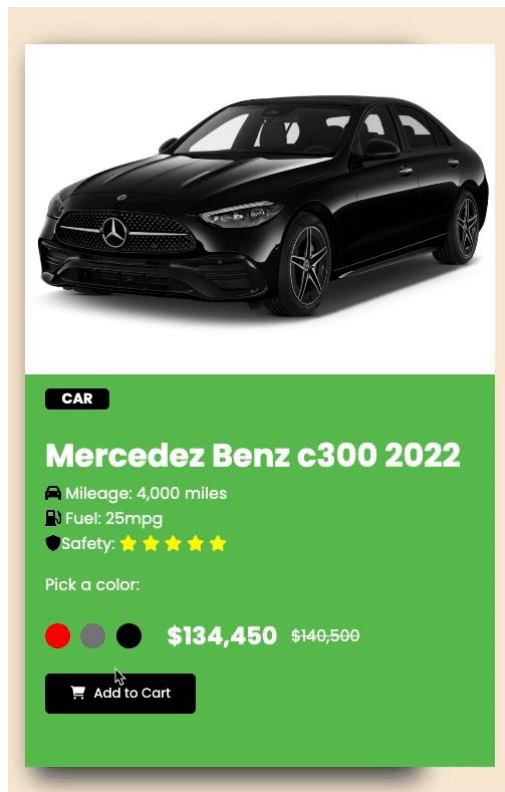 CAR
Mercedez Benz c300 2022
Mileage: 4,000 miles
Fuel: 25mpg
Safety:
Pick a color:
$134,450 $140,500
Add to Cart